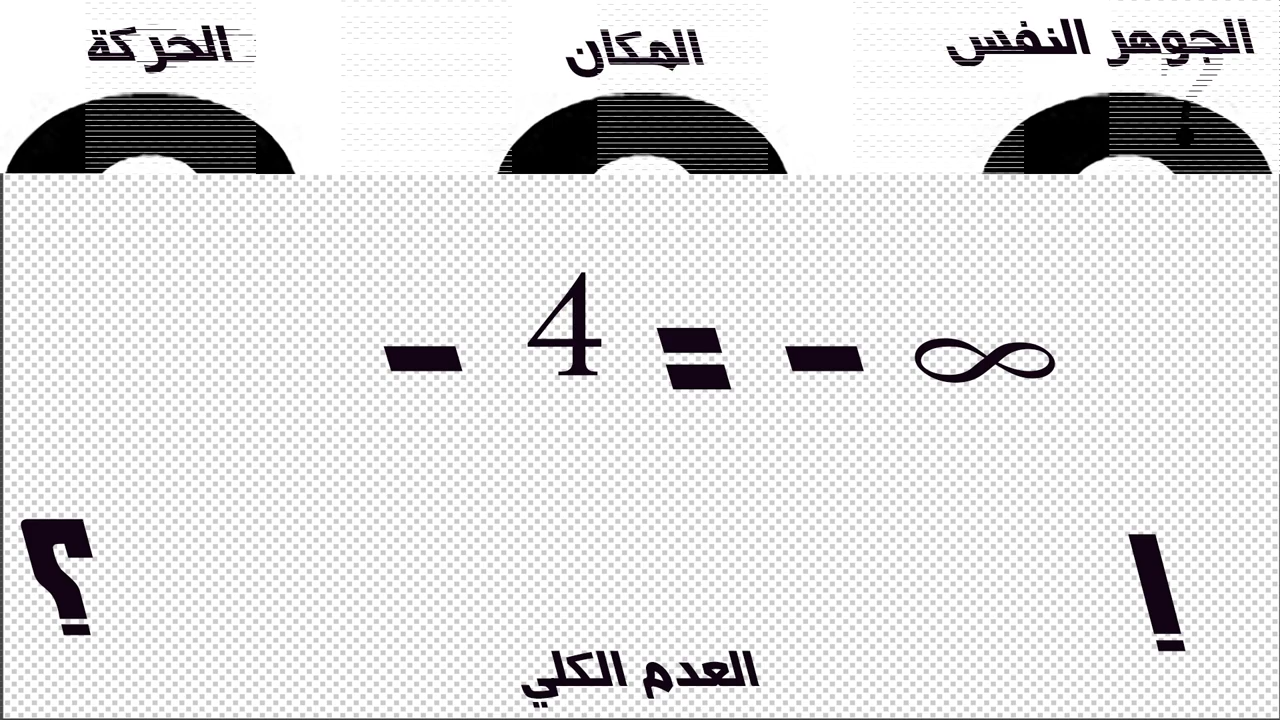 الجوهر النفس المكان الحركة
- 4 = - ∞
! ؟
العدم الكلي